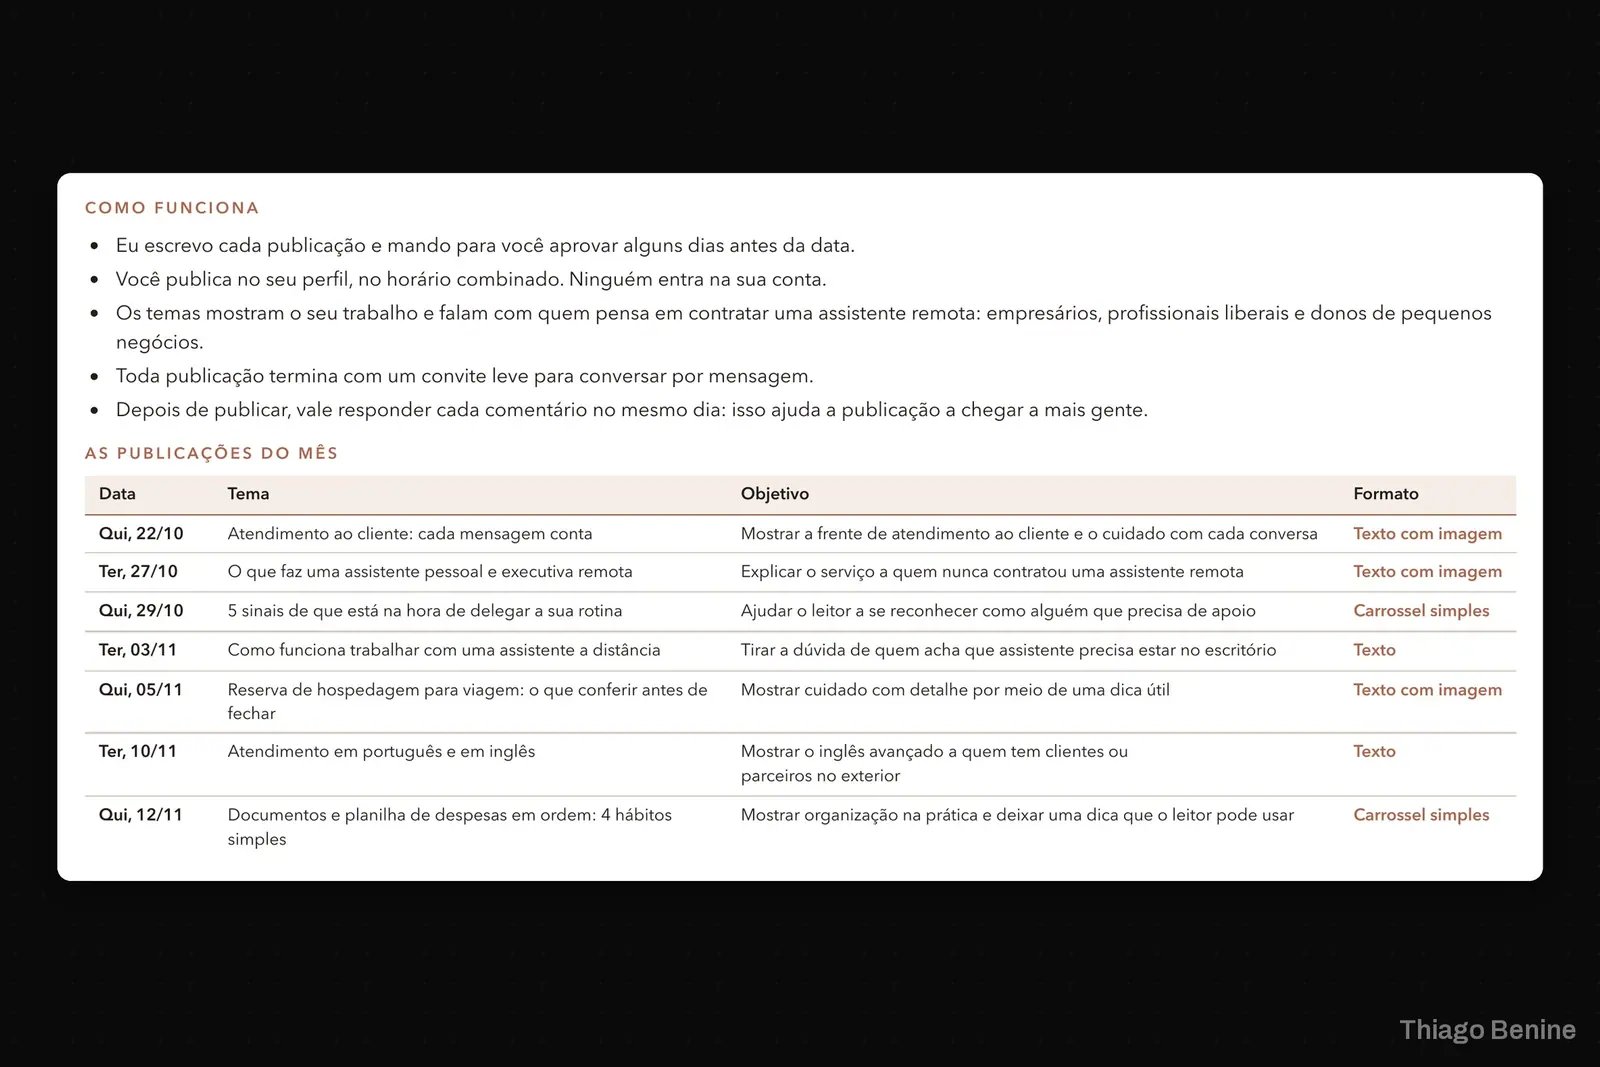 COMO FUNCIONA
• Eu escrevo cada publicação e mando para você aprovar alguns dias antes da data.
• Você publica no seu perfil, no horário combinado. Ninguém entra na sua conta.
• Os temas mostram o seu trabalho e falam com quem pensa em contratar uma assistente remota: empresários, profissionais liberais e donos de pequenos
negócios.
• Toda publicação termina com um convite leve para conversar por mensagem.
• Depois de publicar, vale responder cada comentário no mesmo dia: isso ajuda a publicação a chegar a mais gente.
AS PUBLICAÇÕES DO MÊS
Data Tema Objetivo Formato
Qui, 22/10 Atendimento ao cliente: cada mensagem conta Mostrar a frente de atendimento ao cliente e o cuidado com cada conversa Texto com imagem
Ter, 27/10 O que faz uma assistente pessoal e executiva remota Explicar o serviço a quem nunca contratou uma assistente remota Texto com imagem
Qui, 29/10 5 sinais de que está na hora de delegar a sua rotina Ajudar o leitor a se reconhecer como alguém que precisa de apoio Carrossel simples
Ter, 03/11 Como funciona trabalhar com uma assistente a distância Tirar a dúvida de quem acha que assistente precisa estar no escritório Texto
Qui, 05/11 Reserva de hospedagem para viagem: o que conferir antes de Mostrar cuidado com detalhe por meio de uma dica útil Texto com imagem
fechar
Ter, 10/11 Atendimento em português e em inglês Mostrar o inglês avançado a quem tem clientes ou Texto
parceiros no exterior
Qui, 12/11 Documentos e planilha de despesas em ordem: 4 hábitos Mostrar organização na prática e deixar uma dica que o leitor pode usar Carrossel simples
simples
Thiago Benine